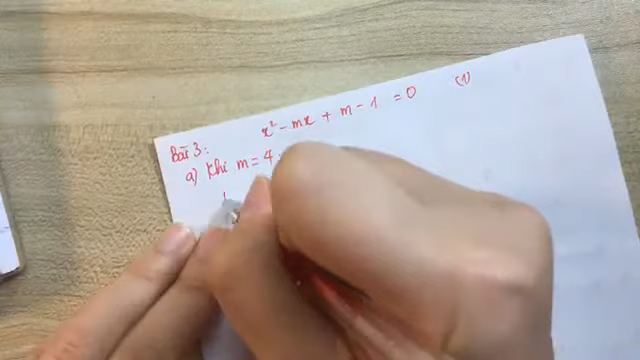 Bài 3: x² - mx + m - 1 = 0 (1)
a) Khi m = 4